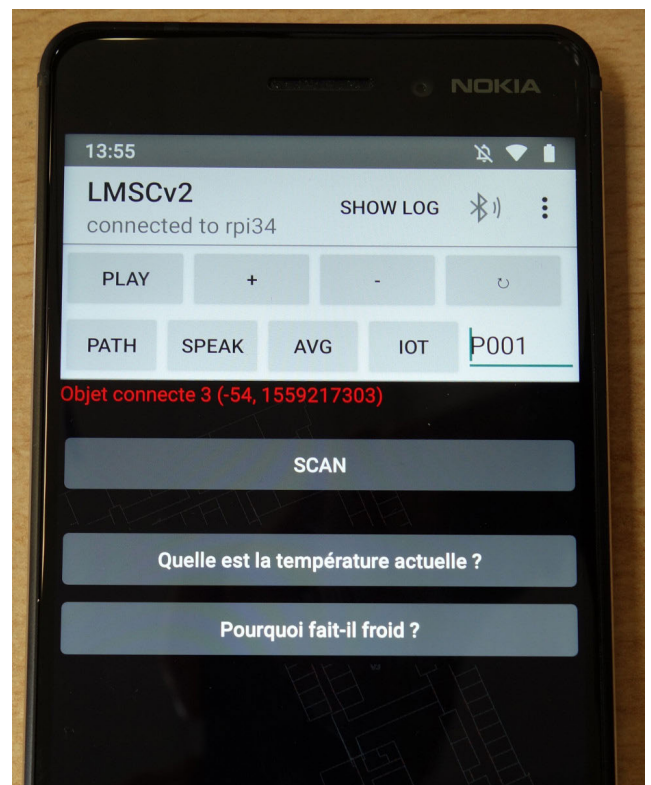 NOKIA
13:55
LMSCv2
connected to rpi34
SHOW LOG
PLAY + -
PATH SPEAK AVG IOT P001
Objet connecte 3 (-54, 1559217303)
SCAN
Quelle est la température actuelle ?
Pourquoi fait-il froid ?